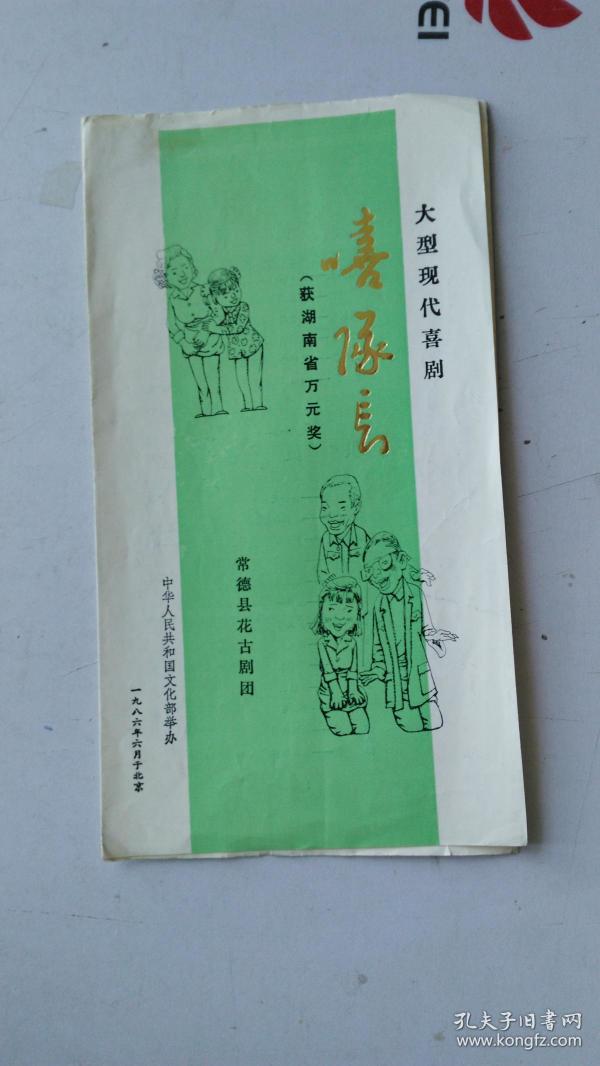 大型现代喜剧
嘻队长
（获湖南省万元奖）
常德县花古剧团
中华人民共和国文化部举办
一九八六年六月于北京
孔夫子旧书网
www.kongfz.com